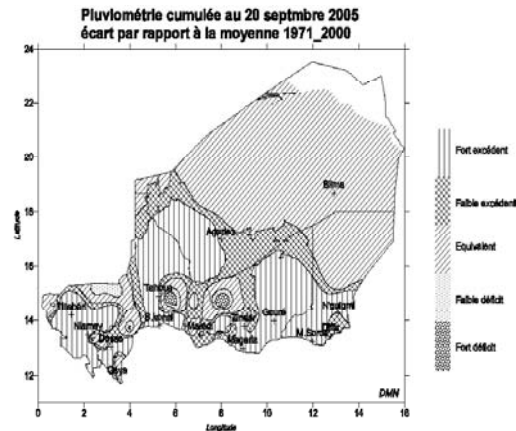 Pluviométrie cumulée au 20 septmbre 2005
écart par rapport à la moyenne 1971_2000
24
22
20
18
16
14
12
Latitude
Bilma
Agadez
Tahoua
Tillabéri
Niamey
Dosso
B.konni
Maradi
Zinder
Magaria
Gouré
N'guigmi
Diffa
M.Soroa
Gaya
DMN
0 2 4 6 8 10 12 14 16
Longitude
Fort excédent
Faible excédent
Equivalent
Faible déficit
Fort déficit